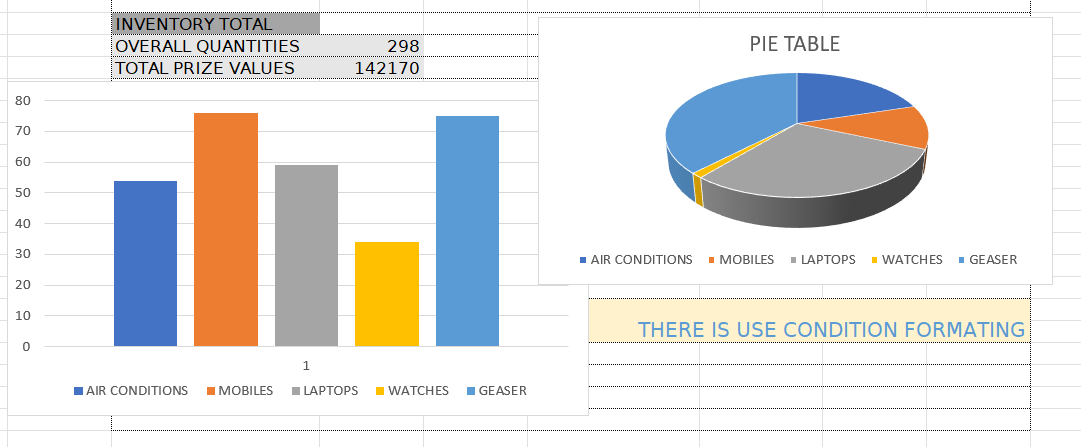 INVENTORY TOTAL
OVERALL QUANTITIES 298
TOTAL PRIZE VALUES 142170
80
70
60
50
40
30
20
10
0
1
AIR CONDITIONS MOBILES LAPTOPS WATCHES GEASER
PIE TABLE
AIR CONDITIONS MOBILES LAPTOPS WATCHES GEASER
THERE IS USE CONDITION FORMATING